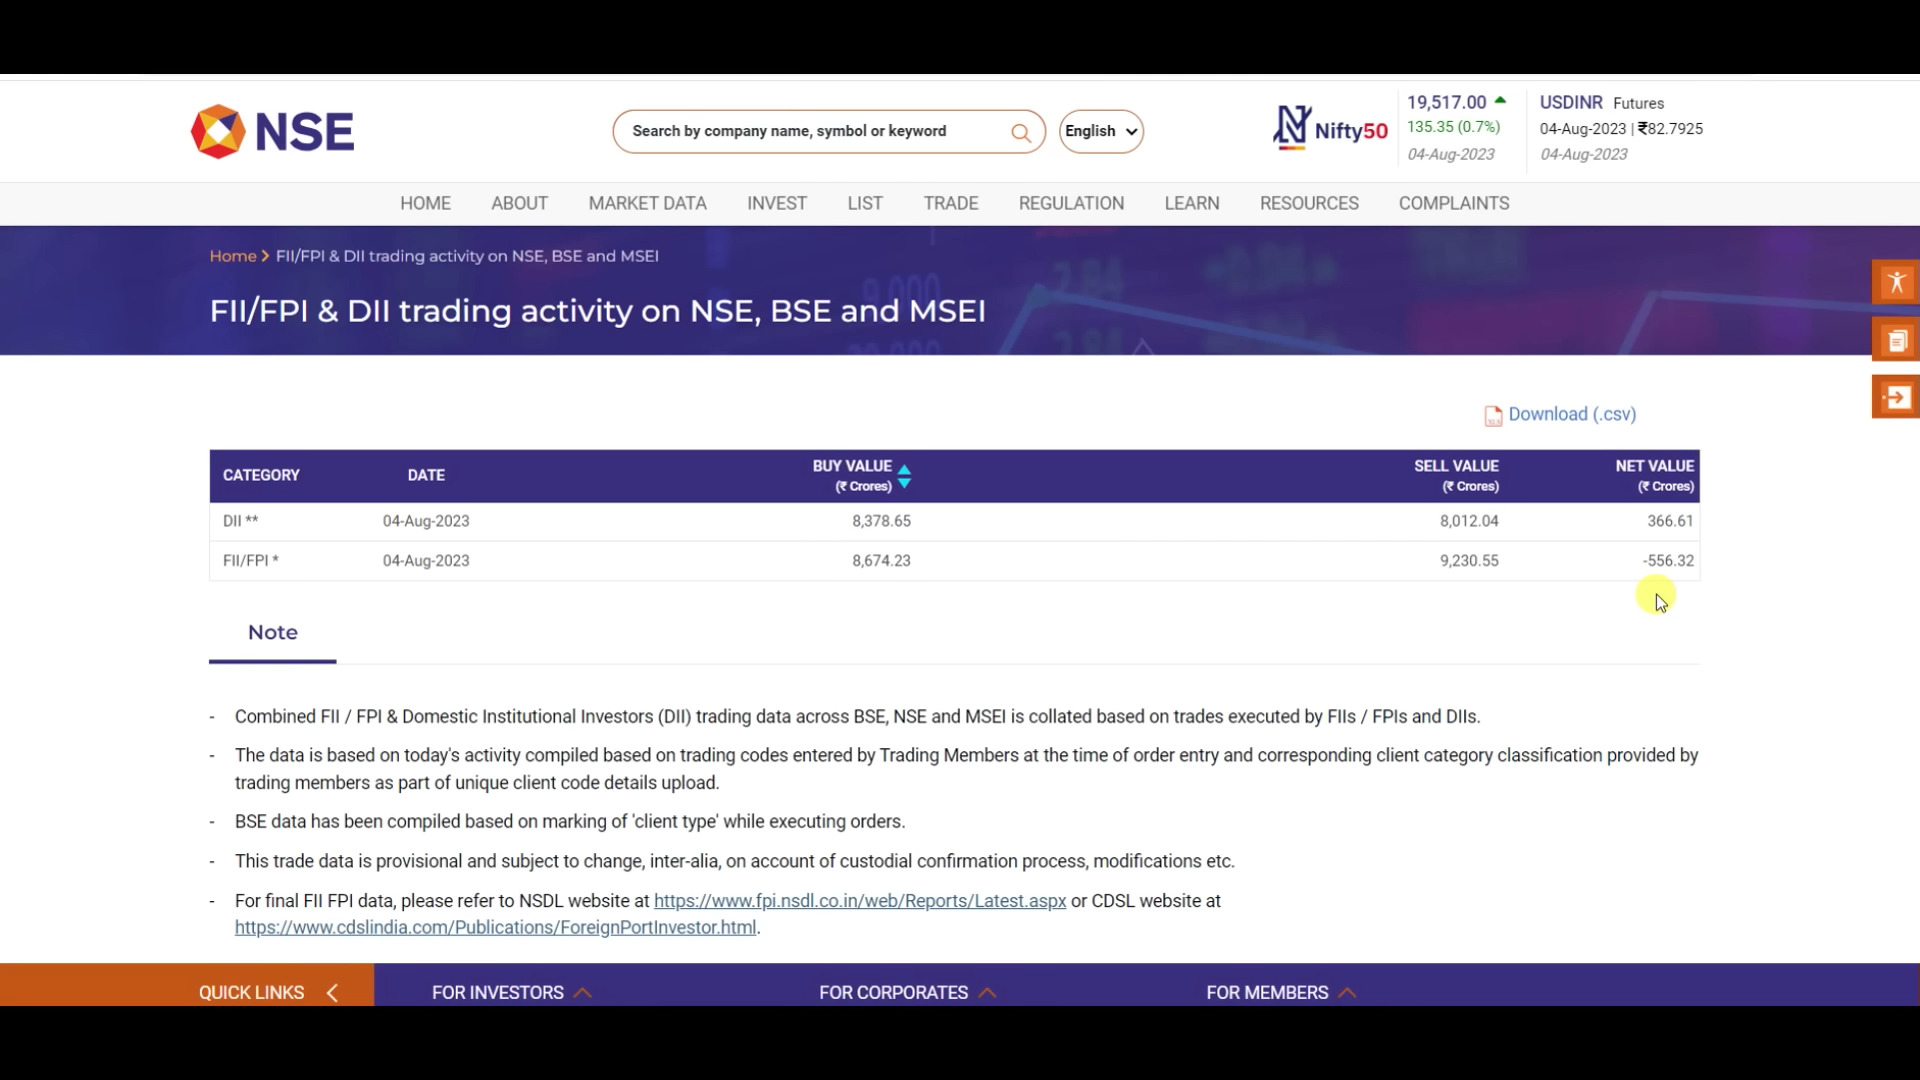 NSE
Search by company name, symbol or keyword
English
Nifty50
19,517.00
135.35 (0.7%)
04-Aug-2023
USDINR Futures
04-Aug-2023 | ₹82.7925
04-Aug-2023
HOME ABOUT MARKET DATA INVEST LIST TRADE REGULATION LEARN RESOURCES COMPLAINTS
Home > FII/FPI & DII trading activity on NSE, BSE and MSEI
FII/FPI & DII trading activity on NSE, BSE and MSEI
Download (.csv)
CATEGORY DATE BUY VALUE (₹ Crores) SELL VALUE (₹ Crores) NET VALUE (₹ Crores)
DII ** 04-Aug-2023 8,378.65 8,012.04 366.61
FII/FPI * 04-Aug-2023 8,674.23 9,230.55 -556.32
Note
- Combined FII / FPI & Domestic Institutional Investors (DII) trading data across BSE, NSE and MSEI is collated based on trades executed by FIIs / FPIs and DIIs.
- The data is based on today's activity compiled based on trading codes entered by Trading Members at the time of order entry and corresponding client category classification provided by
trading members as part of unique client code details upload.
- BSE data has been compiled based on marking of 'client type' while executing orders.
- This trade data is provisional and subject to change, inter-alia, on account of custodial confirmation process, modifications etc.
- For final FII FPI data, please refer to NSDL website at https://www.fpi.nsdl.co.in/web/Reports/Latest.aspx or CDSL website at
https://www.cdslindia.com/Publications/ForeignPortInvestor.html.
QUICK LINKS FOR INVESTORS FOR CORPORATES FOR MEMBERS